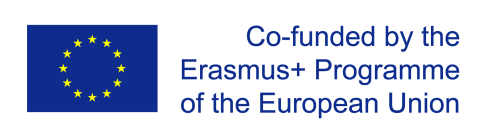 Co-funded by the
Erasmus+ Programme
of the European Union